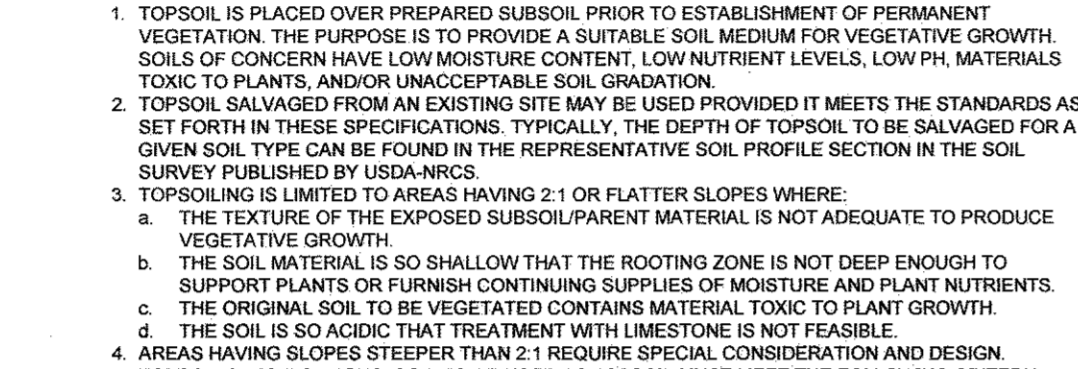 1. TOPSOIL IS PLACED OVER PREPARED SUBSOIL PRIOR TO ESTABLISHMENT OF PERMANENT
VEGETATION. THE PURPOSE IS TO PROVIDE A SUITABLE SOIL MEDIUM FOR VEGETATIVE GROWTH.
SOILS OF CONCERN HAVE LOW MOISTURE CONTENT, LOW NUTRIENT LEVELS, LOW PH, MATERIALS
TOXIC TO PLANTS, AND/OR UNACCEPTABLE SOIL GRADATION.
2. TOPSOIL SALVAGED FROM AN EXISTING SITE MAY BE USED PROVIDED IT MEETS THE STANDARDS AS
SET FORTH IN THESE SPECIFICATIONS. TYPICALLY, THE DEPTH OF TOPSOIL TO BE SALVAGED FOR A
GIVEN SOIL TYPE CAN BE FOUND IN THE REPRESENTATIVE SOIL PROFILE SECTION IN THE SOIL
SURVEY PUBLISHED BY USDA-NRCS.
3. TOPSOILING IS LIMITED TO AREAS HAVING 2:1 OR FLATTER SLOPES WHERE:
a. THE TEXTURE OF THE EXPOSED SUBSOIL/PARENT MATERIAL IS NOT ADEQUATE TO PRODUCE
VEGETATIVE GROWTH.
b. THE SOIL MATERIAL IS SO SHALLOW THAT THE ROOTING ZONE IS NOT DEEP ENOUGH TO
SUPPORT PLANTS OR FURNISH CONTINUING SUPPLIES OF MOISTURE AND PLANT NUTRIENTS.
c. THE ORIGINAL SOIL TO BE VEGETATED CONTAINS MATERIAL TOXIC TO PLANT GROWTH.
d. THE SOIL IS SO ACIDIC THAT TREATMENT WITH LIMESTONE IS NOT FEASIBLE.
4. AREAS HAVING SLOPES STEEPER THAN 2:1 REQUIRE SPECIAL CONSIDERATION AND DESIGN.